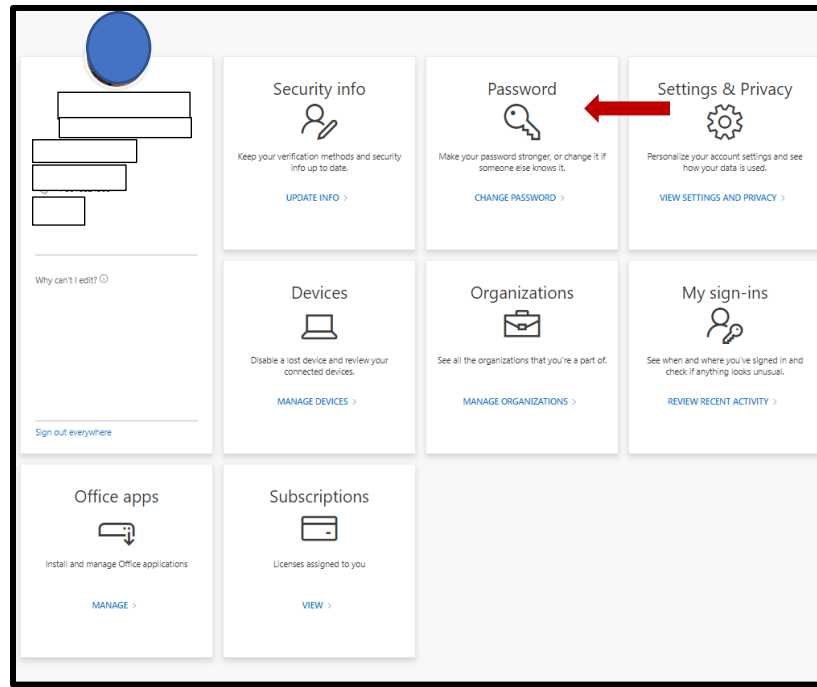 Security info
Keep your verification methods and security
info up to date.
UPDATE INFO >
Password
Make your password stronger, or change it if
someone else knows it.
CHANGE PASSWORD >
Settings & Privacy
Personalize your account settings and see
how your data is used.
VIEW SETTINGS AND PRIVACY >
Why can't I edit?
Sign out everywhere
Devices
Disable a lost device and review your
connected devices.
MANAGE DEVICES >
Organizations
See all the organizations that you're a part of.
MANAGE ORGANIZATIONS >
My sign-ins
See when and where you've signed in and
check if anything looks unusual.
REVIEW RECENT ACTIVITY >
Office apps
Install and manage Office applications
MANAGE >
Subscriptions
Licenses assigned to you
VIEW >